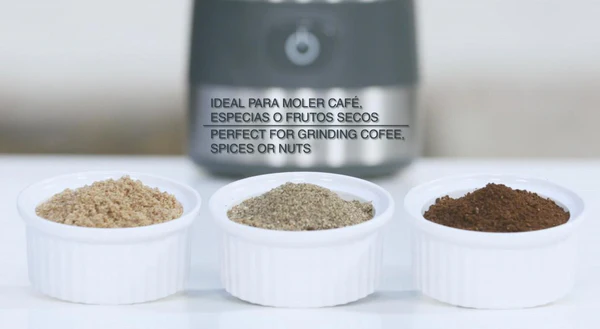 IDEAL PARA MOLER CAFÉ,
ESPECIAS O FRUTOS SECOS
PERFECT FOR GRINDING COFEE,
SPICES OR NUTS